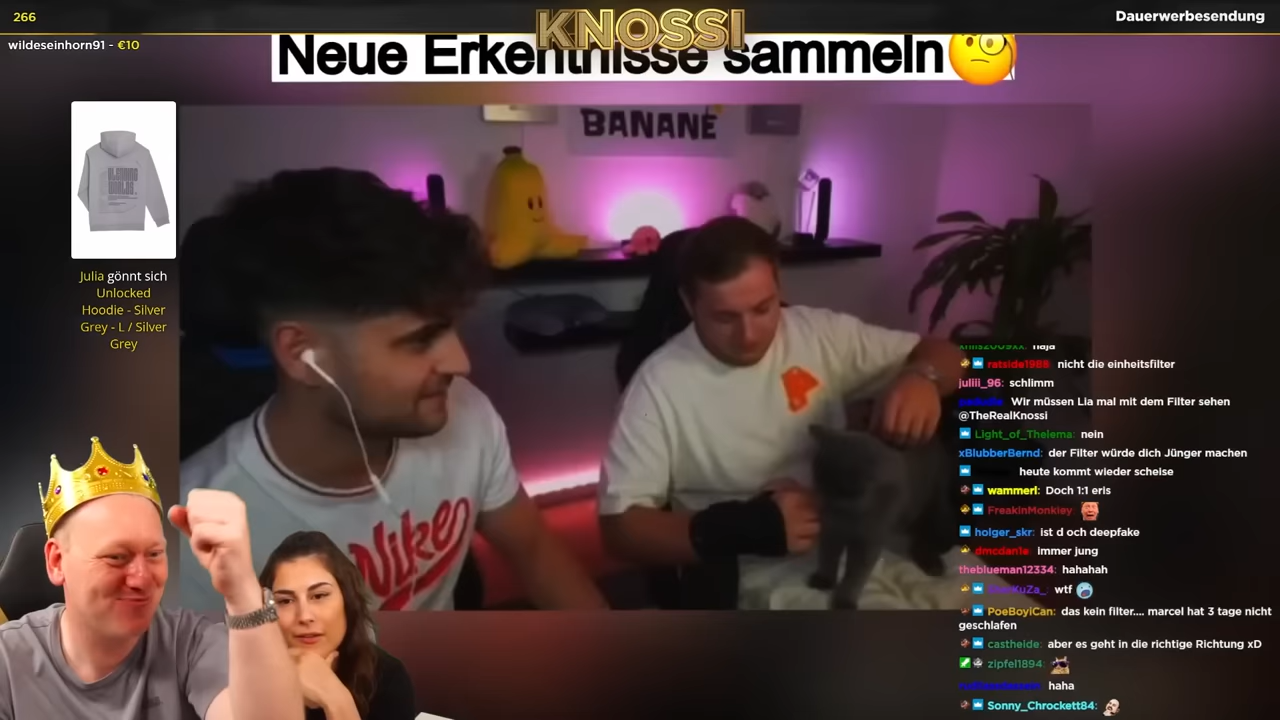 266
KNOSSI
Dauerwerbesendung
wildeseinhorn91 - €10
Neue Erkentnisse sammeln
BANANE
Julia gönnt sich
Unlocked
Hoodie - Silver
Grey - L / Silver
Grey
Nike
naja
ratside1988 nicht die einheitsfilter
juliii_96: schlimm
Wir müssen Lia mal mit dem Filter sehen
@TheRealKnossi
Light_of_Thelema: nein
xBlubberBernd: der Filter würde dich Jünger machen
heute kommt wieder scheise
wammerl: Doch 1:1 eris
FreakinMonkiey:
holger_skr: ist d och deepfake
dmcdan1e immer jung
theblueman12334: hahahah
wtf
PoeBoyiCan: das kein filter.... marcel hat 3 tage nicht
geschlafen
castheide: aber es geht in die richtige Richtung xD
zipfel1894:
haha
Sonny_Chrockett84: